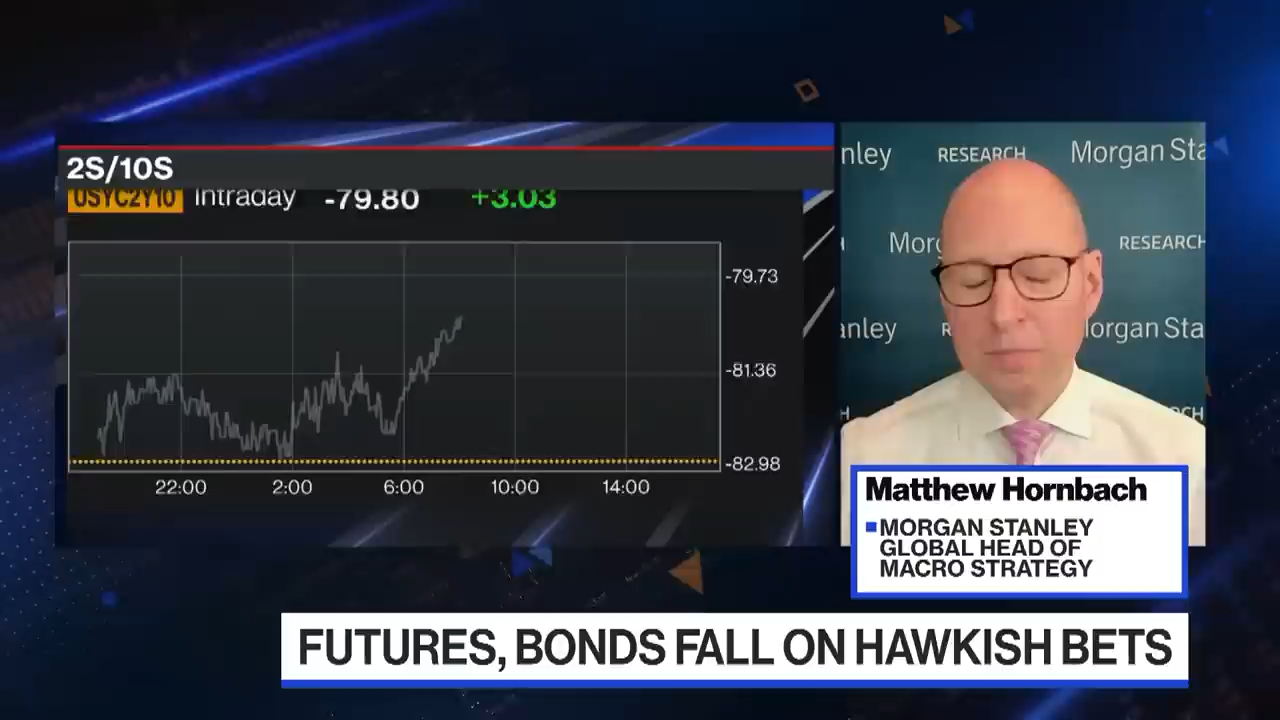 2S/10S
USYC2Y10 Intraday -79.80 +3.03
-79.73
-81.36
-82.98
22:00 2:00 6:00 10:00 14:00
nley RESEARCH Morgan Sta
Morg RESEARCH
anley R lorgan Sta
H RCH
Matthew Hornbach
MORGAN STANLEY
GLOBAL HEAD OF
MACRO STRATEGY
FUTURES, BONDS FALL ON HAWKISH BETS